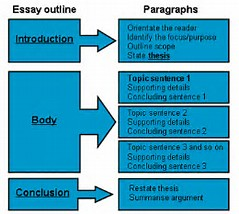 Essay outline
Paragraphs
Introduction
Orientate the reader
Identify the focus/purpose
Outline scope
State thesis
Body
Topic sentence 1
Supporting details
Concluding sentence 1
Topic sentence 2
Supporting details
Concluding sentence 2
Topic sentence 3 and so on
Supporting details
Concluding sentence 3
Conclusion
Restate thesis
Summarise argument